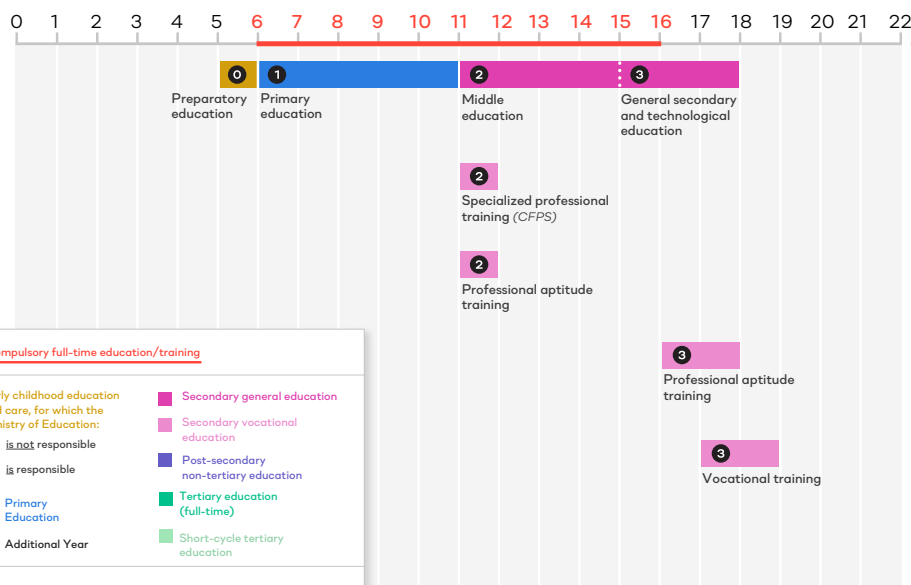 0 1 2 3 4 5 6 7 8 9 10 11 12 13 14 15 16 17 18 19 20 21 22
0 1 2 3
Preparatory
education
Primary
education
Middle
education
General secondary
and technological
education
2
Specialized professional
training (CFPS)
2
Professional aptitude
training
3
Professional aptitude
training
3
Vocational training
mpulsory full-time education/training
ly childhood education
care, for which the
nistry of Education:
is not responsible
is responsible
Primary
Education
Additional Year
Secondary general education
Secondary vocational
education
Post-secondary
non-tertiary education
Tertiary education
(full-time)
Short-cycle tertiary
education